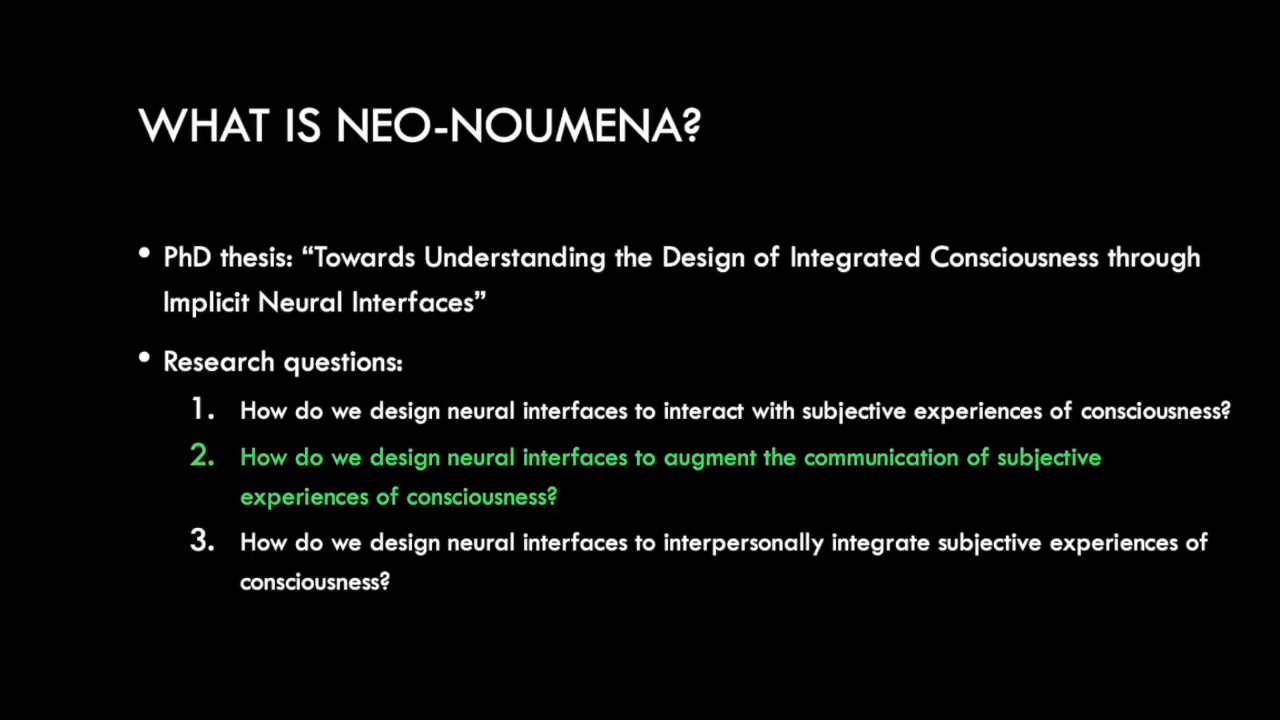 WHAT IS NEO-NOUMENA?
• PhD thesis: “Towards Understanding the Design of Integrated Consciousness through
Implicit Neural Interfaces”
• Research questions:
1. How do we design neural interfaces to interact with subjective experiences of consciousness?
2. How do we design neural interfaces to augment the communication of subjective
experiences of consciousness?
3. How do we design neural interfaces to interpersonally integrate subjective experiences of
consciousness?